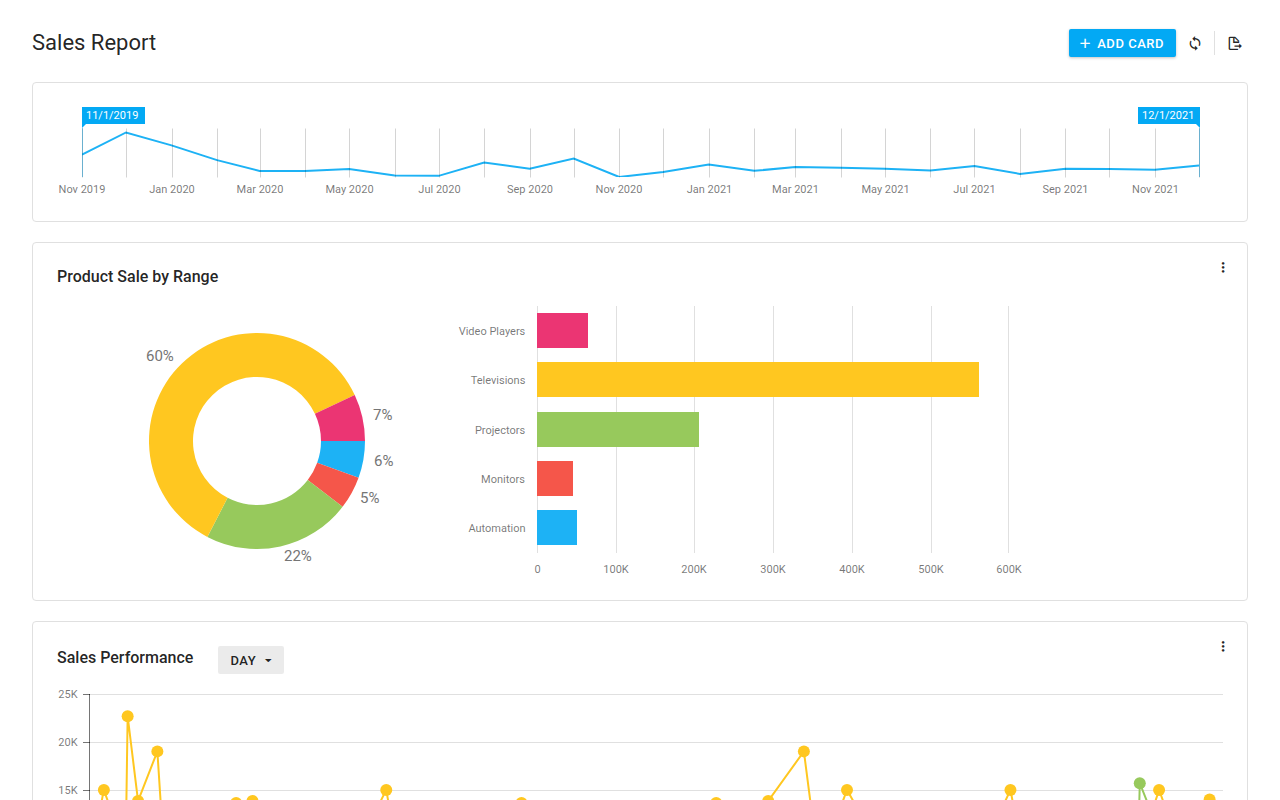 Sales Report
ADD CARD
11/1/2019
12/1/2021
Nov 2019 Jan 2020 Mar 2020 May 2020 Jul 2020 Sep 2020 Nov 2020 Jan 2021 Mar 2021 May 2021 Jul 2021 Sep 2021 Nov 2021
Product Sale by Range
60%
7%
6%
5%
22%
Video Players
Televisions
Projectors
Monitors
Automation
0 100K 200K 300K 400K 500K 600K
Sales Performance
DAY
25K
20K
15K